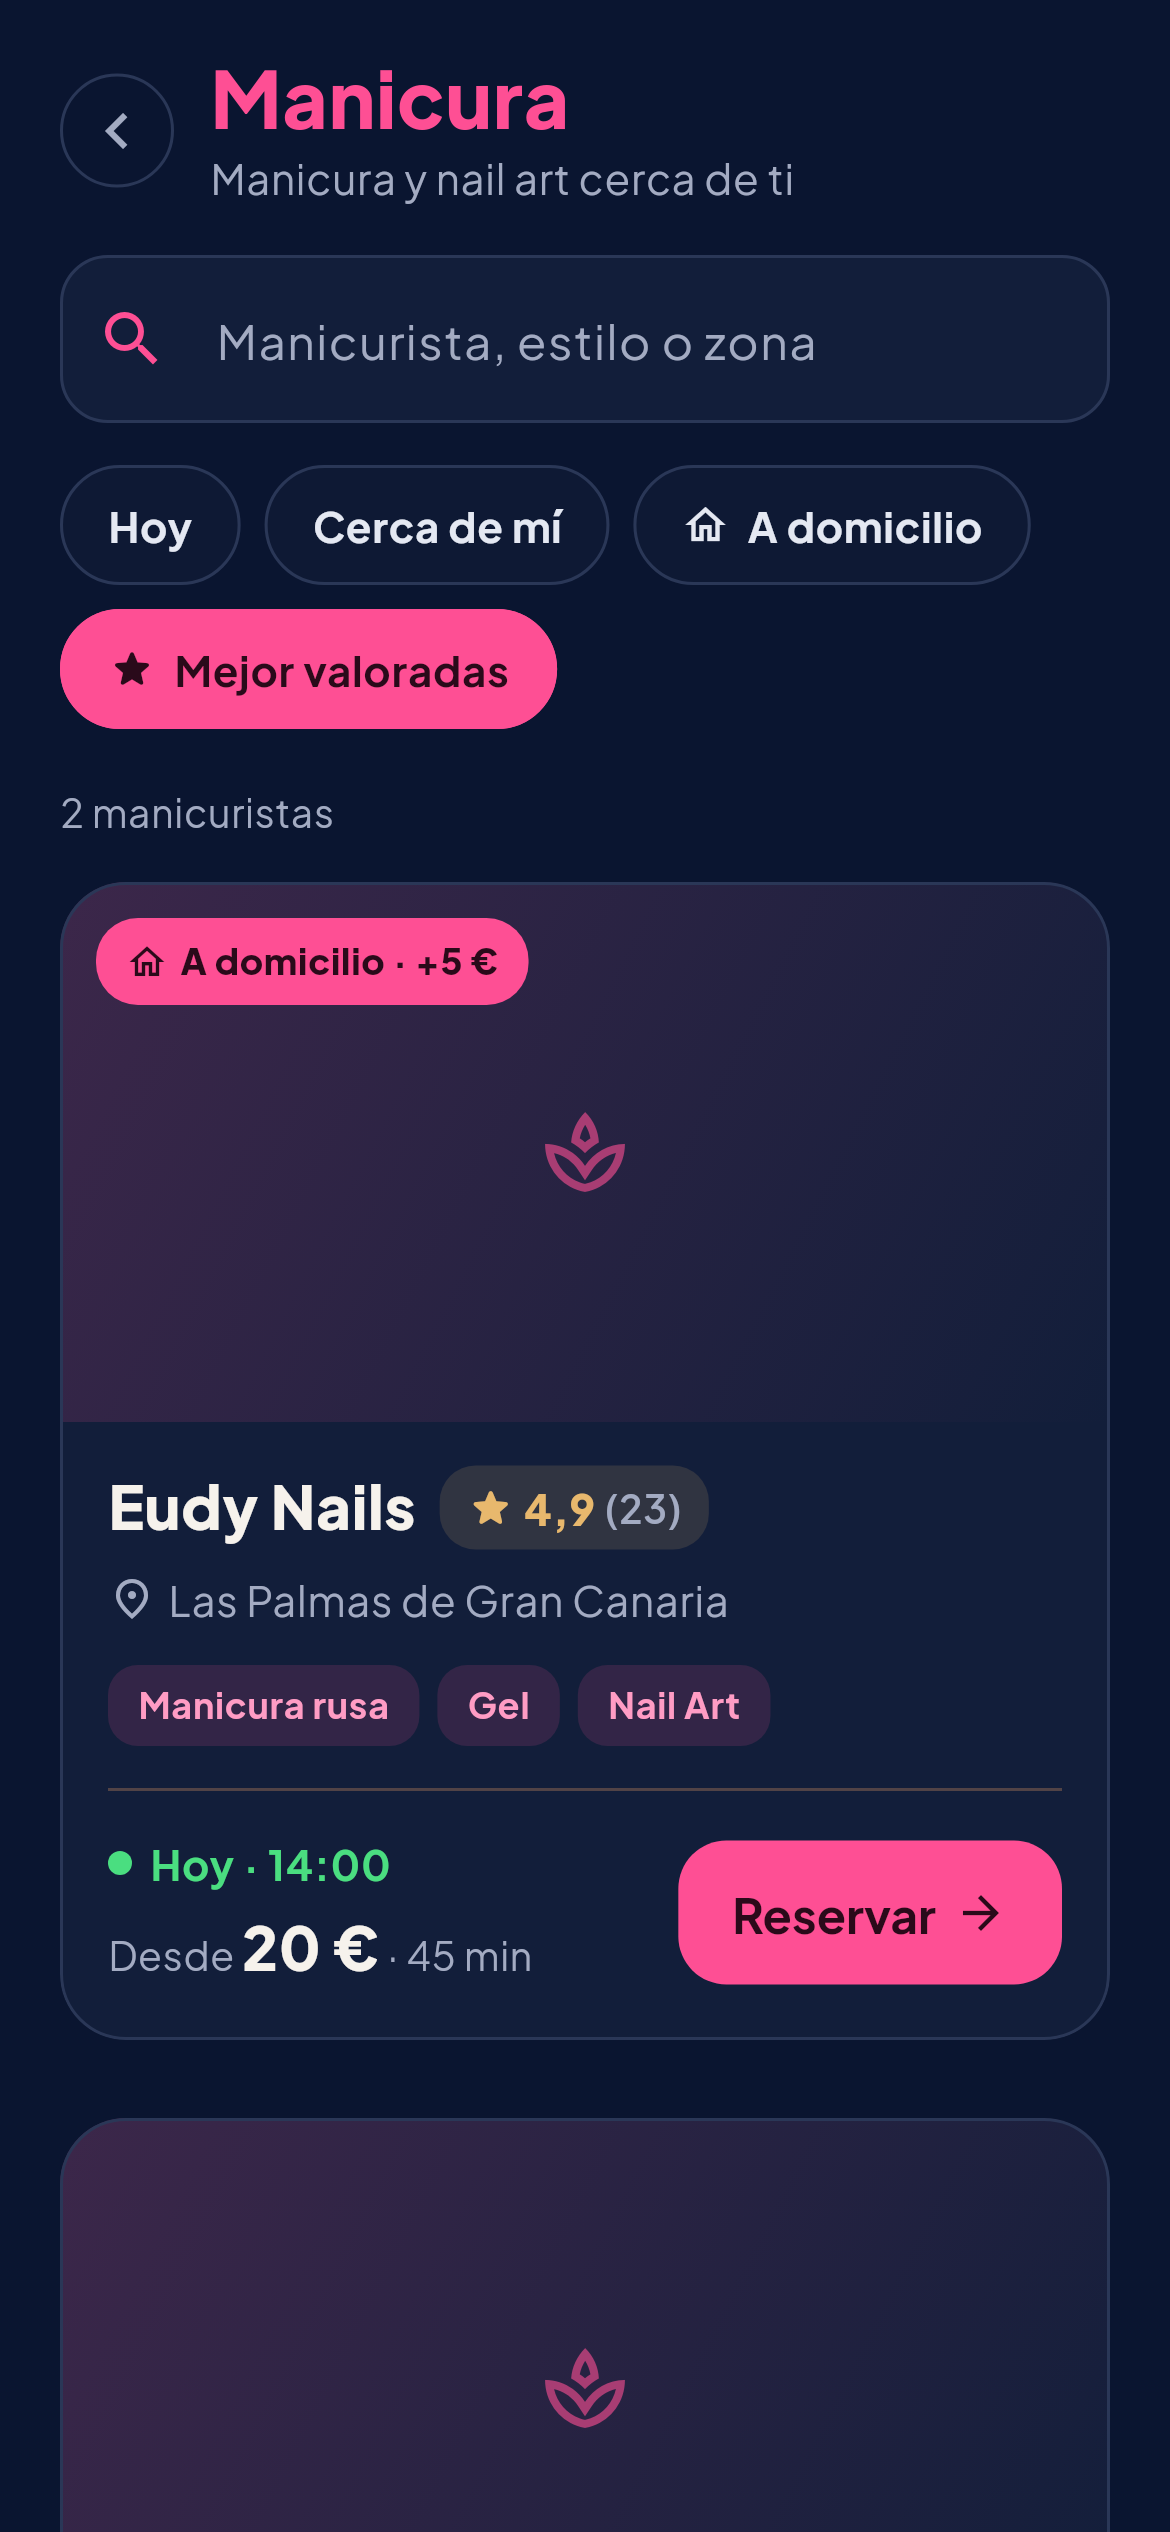 Manicura
Manicura y nail art cerca de ti
Manicurista, estilo o zona
Hoy
Cerca de mí
A domicilio
Mejor valoradas
2 manicuristas
A domicilio · +5 €
Eudy Nails
4,9 (23)
Las Palmas de Gran Canaria
Manicura rusa
Gel
Nail Art
Hoy · 14:00
Desde 20 € · 45 min
Reservar